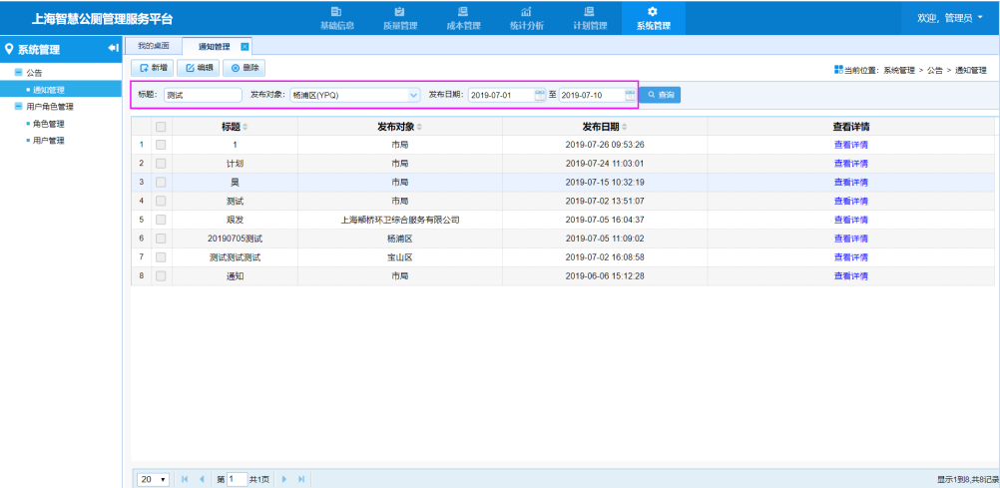 上海智慧公厕管理服务平台
基础信息 质量管理 成本管理 统计分析 计划管理 系统管理
欢迎, 管理员
系统管理
我的桌面 通知管理
公告
通知管理
用户角色管理
角色管理
用户管理
新增 编辑 删除
当前位置: 系统管理 > 公告 > 通知管理
标题: 测试 发布对象: 杨浦区(YPQ) 发布日期: 2019-07-01 至 2019-07-10 查询
标题 发布对象 发布日期 查看详情
1 1 市局 2019-07-26 09:53:26 查看详情
2 计划 市局 2019-07-24 11:03:01 查看详情
3 市局 2019-07-15 10:32:19 查看详情
4 测试 市局 2019-07-02 13:51:07 查看详情
5 艰发 上海颛桥环卫综合服务有限公司 2019-07-05 16:04:37 查看详情
6 20190705测试 杨浦区 2019-07-05 11:09:02 查看详情
7 测试测试测试 宝山区 2019-07-02 16:08:58 查看详情
8 通知 市局 2019-06-06 15:12:28 查看详情
20 第 1 共1页
显示1到8,共8记录